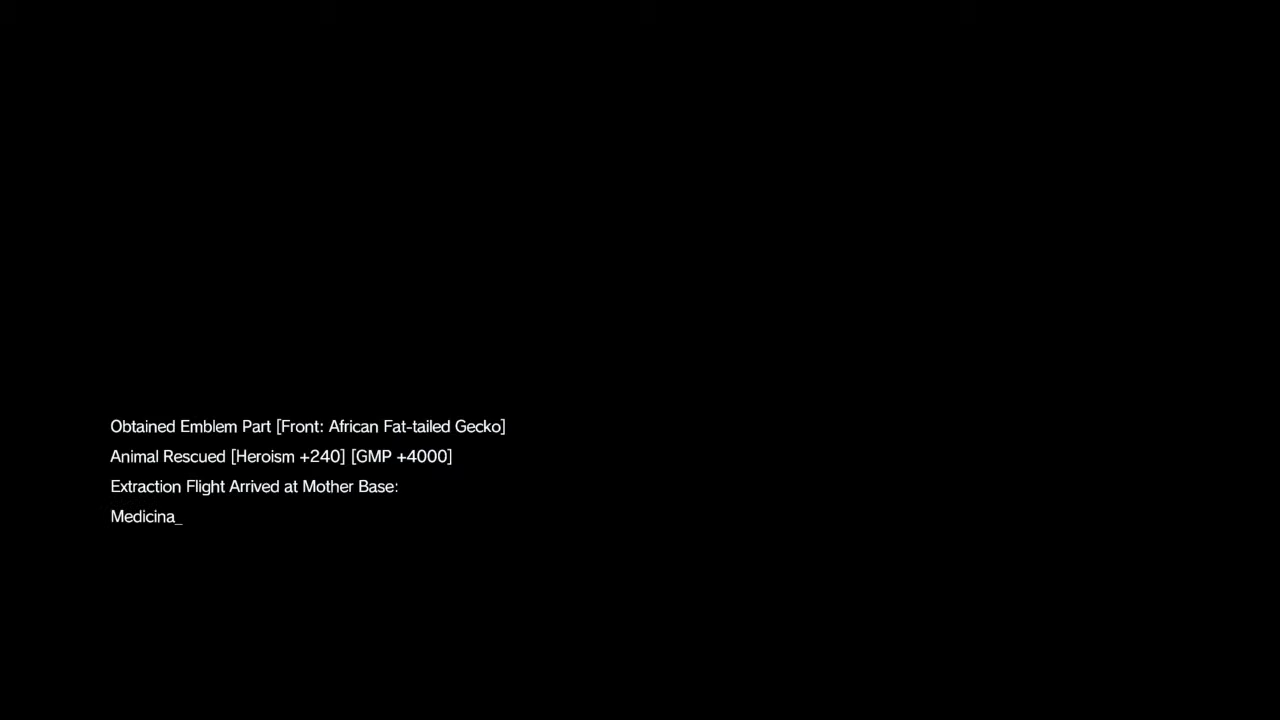 Obtained Emblem Part [Front: African Fat-tailed Gecko]
Animal Rescued [Heroism +240] [GMP +4000]
Extraction Flight Arrived at Mother Base:
Medicina_